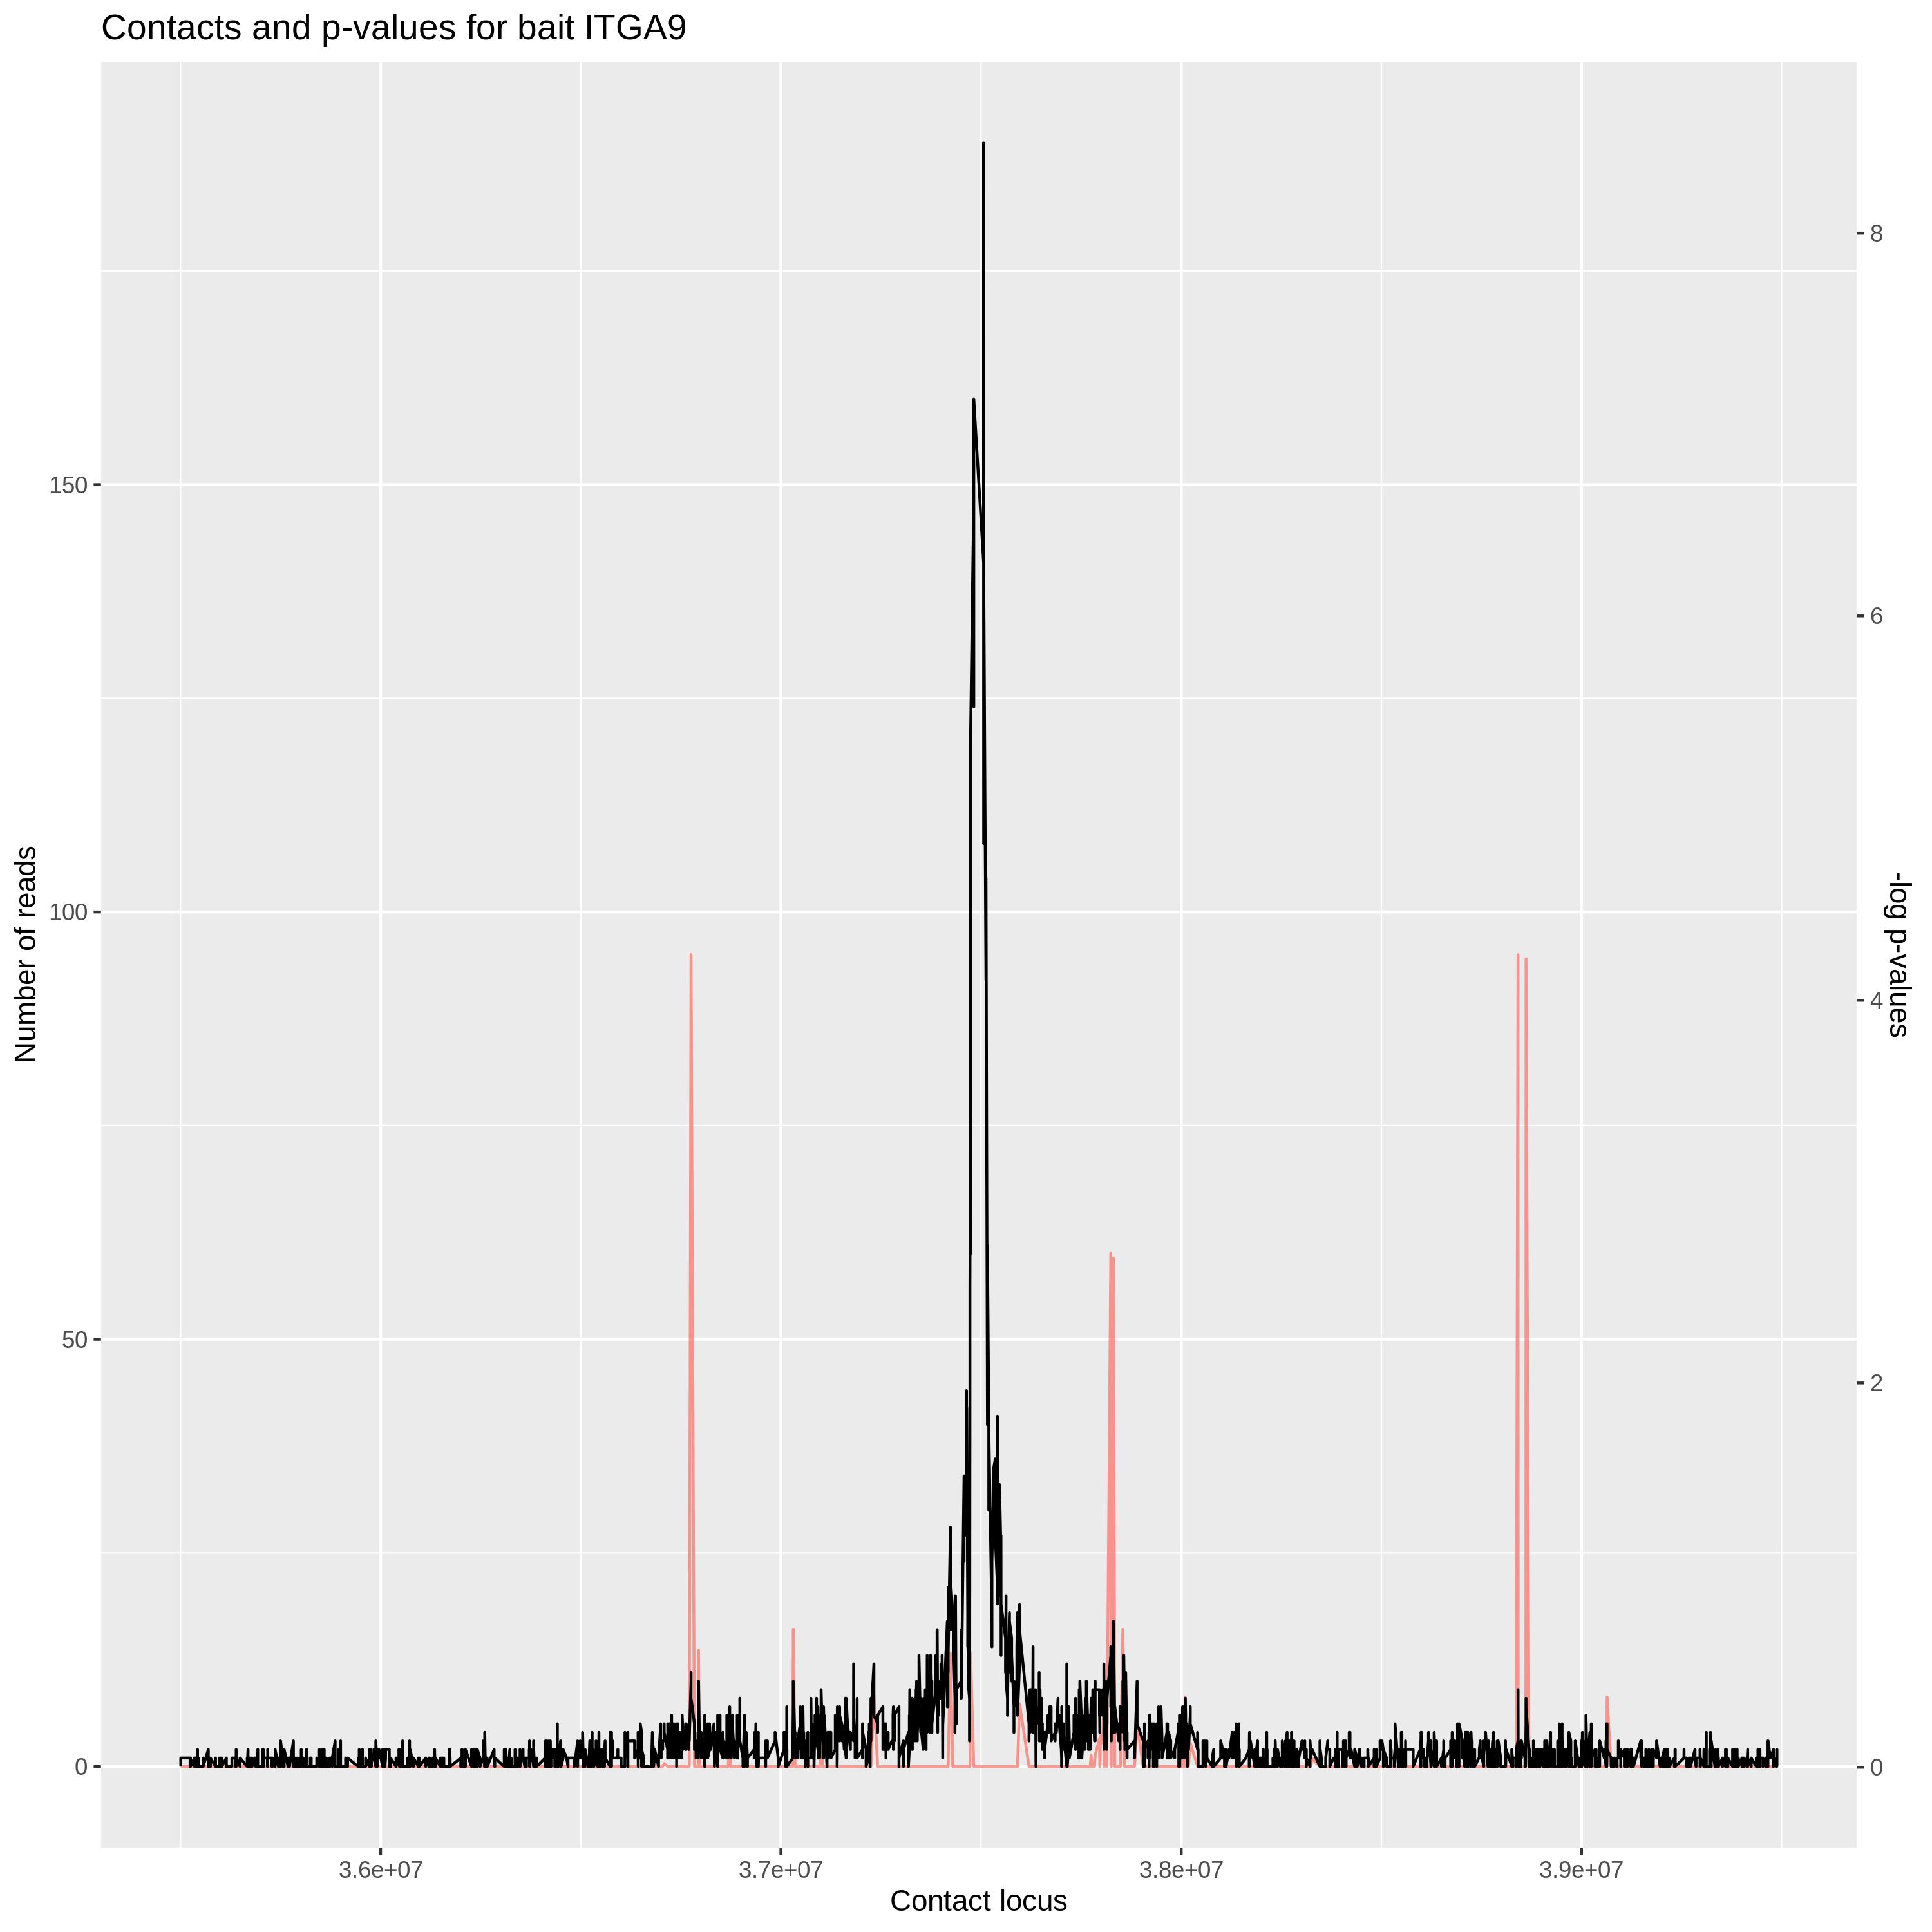 Contacts and p-values for bait ITGA9
150
100
50
0
Number of reads
8
6
4
2
0
-log p-values
3.6e+07
3.7e+07
3.8e+07
3.9e+07
Contact locus